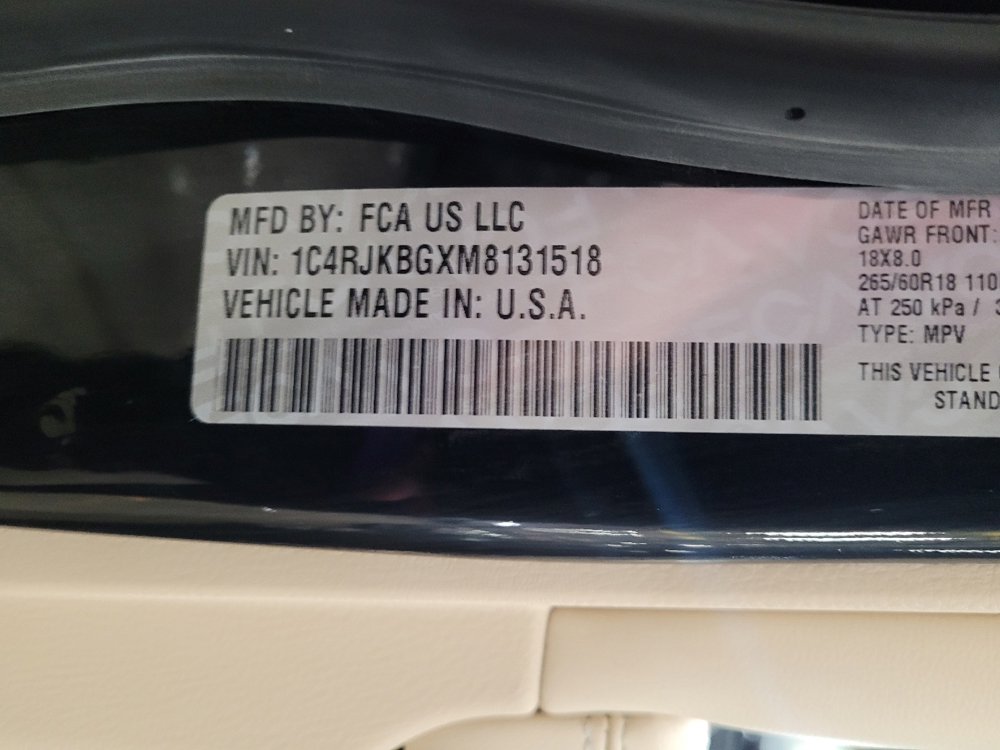 MFD BY: FCA US LLC
VIN: 1C4RJKBGXM8131518
VEHICLE MADE IN: U.S.A.
DATE OF MFR
GAWR FRONT:
18X8.0
265/60R18 110
AT 250 kPa /
TYPE: MPV
THIS VEHICLE
STAND